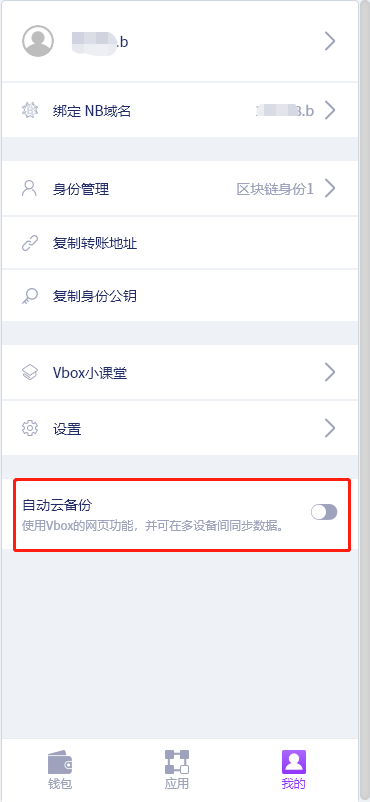 .b
绑定 NB域名
.b
身份管理
区块链身份1
复制转账地址
复制身份公钥
Vbox小课堂
设置
自动云备份
使用Vbox的网页功能，并可在多设备间同步数据。
钱包
应用
我的